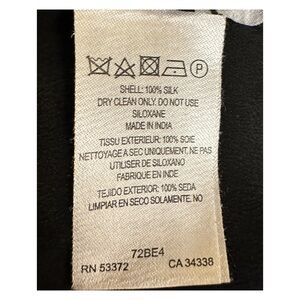 P
SHELL: 100% SILK
DRY CLEAN ONLY. DO NOT USE
SILOXANE
MADE IN INDIA
TISSU EXTERIEUR: 100% SOIE
NETTOYAGE A SEC UNIQUEMENT. NE PAS
UTILISER DE SILOXANO
FABRIQUE EN INDE
TEJIDO EXTERIOR: 100% SEDA
LIMPIAR EN SECO SOLAMENTE. NO
72BE4
RN 53372 CA 34338